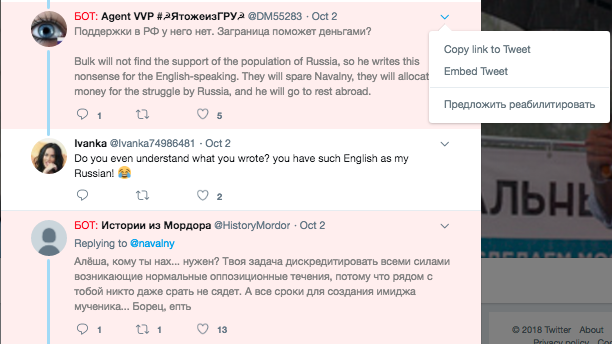 БОТ: Agent VVP #☭ЯтожеизГРУ☭ @DM55283 · Oct 2
Поддержки в РФ у него нет. Заграница поможет деньгами?
Bulk will not find the support of the population of Russia, so he writes this
nonsense for the English-speaking. They will spare Navalny, they will allocat
money for the struggle by Russia, and he will go to rest abroad.
1 5
Copy link to Tweet
Embed Tweet
Предложить реабилитировать
Ivanka @Ivanka74986481 · Oct 2
Do you even understand what you wrote? you have such English as my
Russian! 😂
2
БОТ: Истории из Мордора @HistoryMordor · Oct 2
Replying to @navalny
Алёша, кому ты нах... нужен? Твоя задача дискредитировать всеми силами
возникающие нормальные оппозиционные течения, потому что рядом с
тобой никто даже срать не сядет. А все сроки для создания имиджа
мученика... Борец, епть
1 1 13
АЛЬНЫ
© 2018 Twitter About
Privacy policy Coo